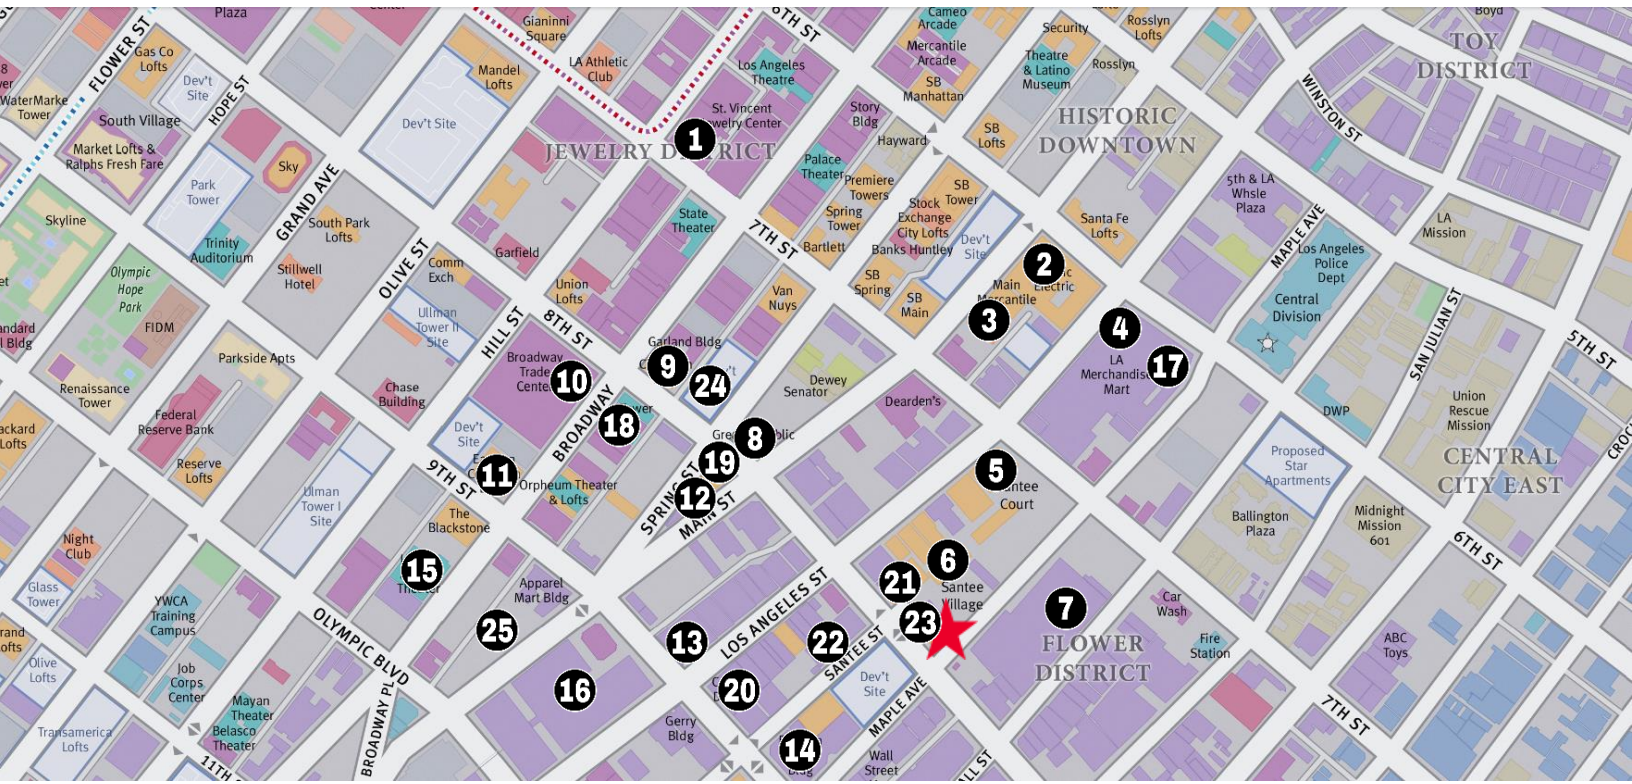 Plaza
FLOWER ST
Gas Co
Lofts
Dev't
Site
HOPE ST
WaterMarke
Tower
South Village
Market Lofts &
Ralphs Fresh Fare
Sky
Park
Tower
GRAND AVE
Trinity
Auditorium
Skyline
Olympic
Hope
Park
FIDM
Renaissance
Tower
Stillwell
Hotel
South Park
Lofts
OLIVE ST
Comm
Exch
Ullman
Tower II
Site
Parkside Apts
Federal
Reserve Bank
Reserve
Lofts
Chase
Building
HILL ST
Gianinni
Square
LA Athletic
Club
Mandel
Lofts
Dev't Site
6TH ST
Los Angeles
Theatre
St. Vincent
Jewelry Center
1
JEWELRY DISTRICT
State
Theater
7TH ST
Garfield
Union
Lofts
8TH ST
Broadway
Trade
Center
10
BROADWAY
Garland Bldg
9
24
Van
Nuys
Cameo
Arcade
Mercantile
Arcade
SB
Manhattan
Story
Bldg
Hayward
Palace
Theater
Premiere
Towers
Spring
Tower
Bartlett
SB
Tower
Stock
Exchange
City Lofts
Banks Huntley
SB
Spring
SB
Main
Dev't
Site
SB
Lofts
Security
Rosslyn
Lofts
Theatre
& Latino
Museum
Rosslyn
HISTORIC
DOWNTOWN
Boyd
TOY
DISTRICT
WINSTON ST
Santa Fe
Lofts
5th & LA
Whsle
Plaza
MAPLE AVE
Los Angeles
Police
Dept
Central
Division
LA
Mission
SAN JULIAN ST
5TH ST
2
Main
Mercantile
Electric
3
4
LA
Merchandise
Mart
17
DWP
Union
Rescue
Mission
CENTRAL
CITY EAST
Proposed
Star
Apartments
Ballington
Plaza
Midnight
Mission
601
6TH ST
Dewey
Senator
Dearden's
8
19
12
SPRING ST
MAIN ST
18
Orpheum Theater
& Lofts
Dev't
Site
11
9TH ST
Ulman
Tower I
Site
The
Blackstone
15
Night
Club
Glass
Tower
YWCA
Training
Campus
Job
Corps
Center
Olive
Lofts
Mayan
Theater
Belasco
Theater
Transamerica
Lofts
OLYMPIC BLVD
BROADWAY PL
Apparel
Mart Bldg
25
16
13
LOS ANGELES ST
20
22
SANTEE ST
Gerry
Bldg
14
Dev't
Site
MAPLE AVE
Wall
Street
5
Santee
Court
6
21
Santee
Village
23
7
FLOWER
DISTRICT
Car
Wash
Fire
Station
ABC
Toys
7TH ST